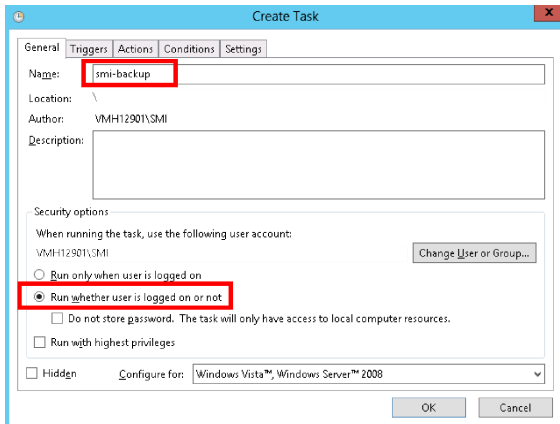 Create Task
x
General Triggers Actions Conditions Settings
Name: smi-backup
Location: \
Author: VMH12901\SMI
Description:
Security options
When running the task, use the following user account:
VMH12901\SMI Change User or Group...
Run only when user is logged on
Run whether user is logged on or not
Do not store password. The task will only have access to local computer resources.
Run with highest privileges
Hidden Configure for: Windows Vista™, Windows Server™ 2008
OK Cancel